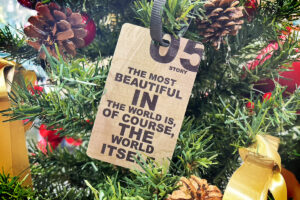 05
STORY
THE MOST
BEAUTIFUL
IN
THE WORLD IS,
OF COURSE,
THE
WORLD
ITSELF